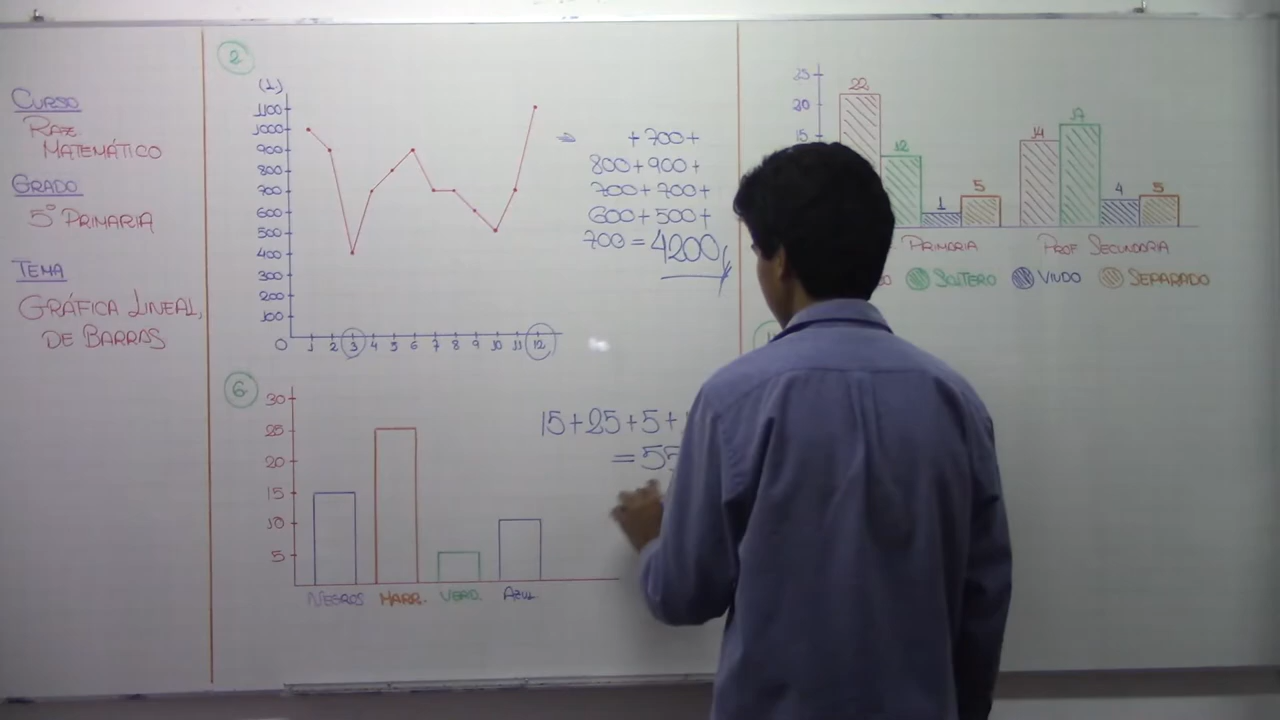 CURSO
RAZ.
MATEMÁTICO
GRADO
5° PRIMARIA
TEMA
GRÁFICA LINEAL,
DE BARRAS
2
(L)
1100
1000
900
800
700
600
500
400
300
200
100
0 1 2 3 4 5 6 7 8 9 10 11 12
⇒ +700+
800+900+
700+700+
600+500+
700=4200
6
30
25
20
15
10
5
NEGROS MARR. VERD. AZUL
15+25+5+
=55
25
20
15
22
12
1
5
14
17
4
5
PRIMARIA PROF SECUNDARIA
SOLTERO VIUDO SEPARADO